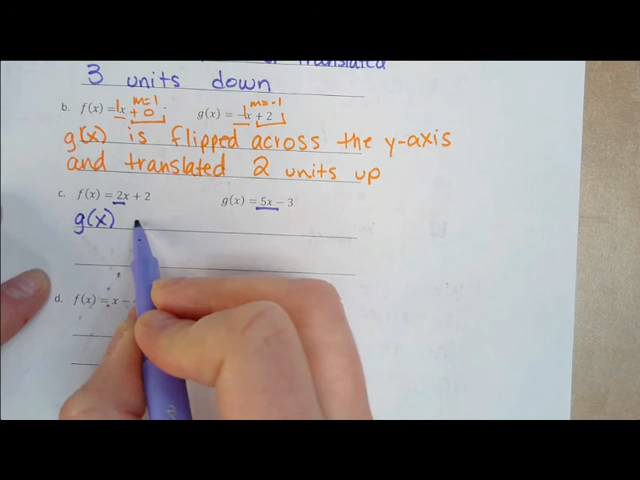 translated
3 units down
m=1 m=-1
b. f(x) = 1x + 0 g(x) = -1x + 2
g(x) is flipped across the y-axis
and translated 2 units up
c. f(x) = 2x + 2 g(x) = 5x − 3
g(x)
d. f(x) = x −